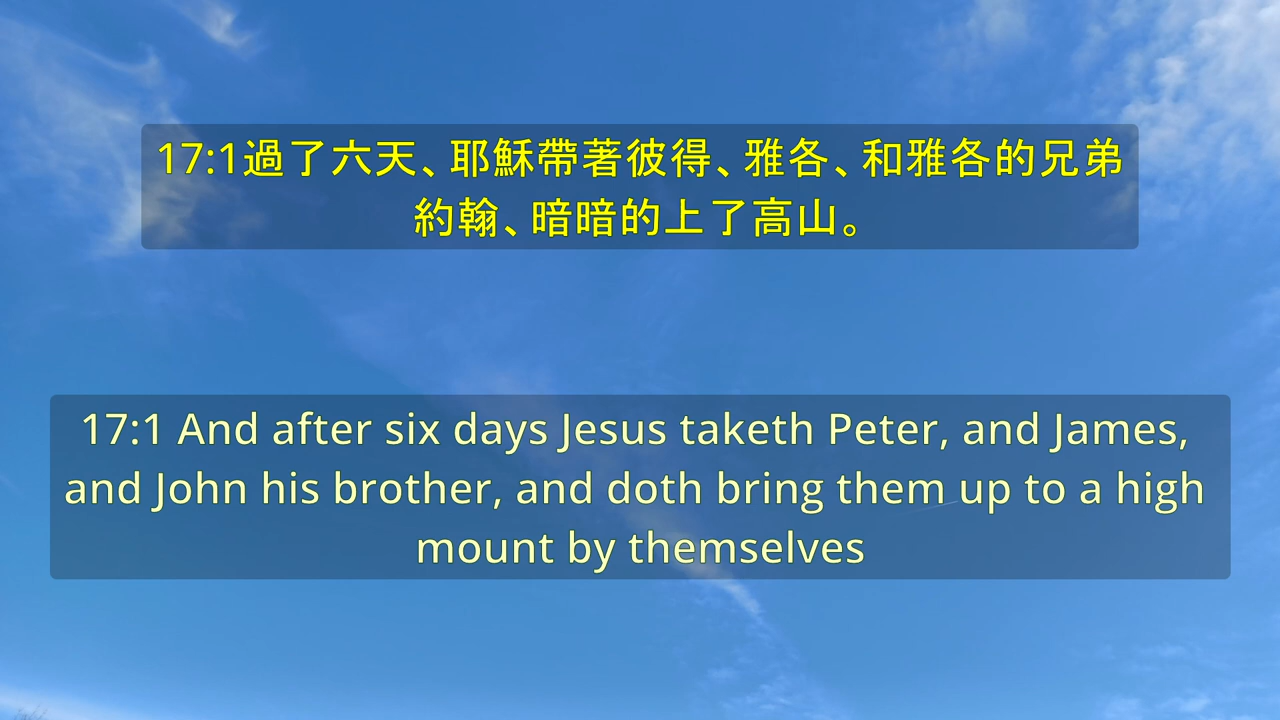 17:1過了六天、耶穌帶著彼得、雅各、和雅各的兄弟
約翰、暗暗的上了高山。
17:1 And after six days Jesus taketh Peter, and James,
and John his brother, and doth bring them up to a high
mount by themselves